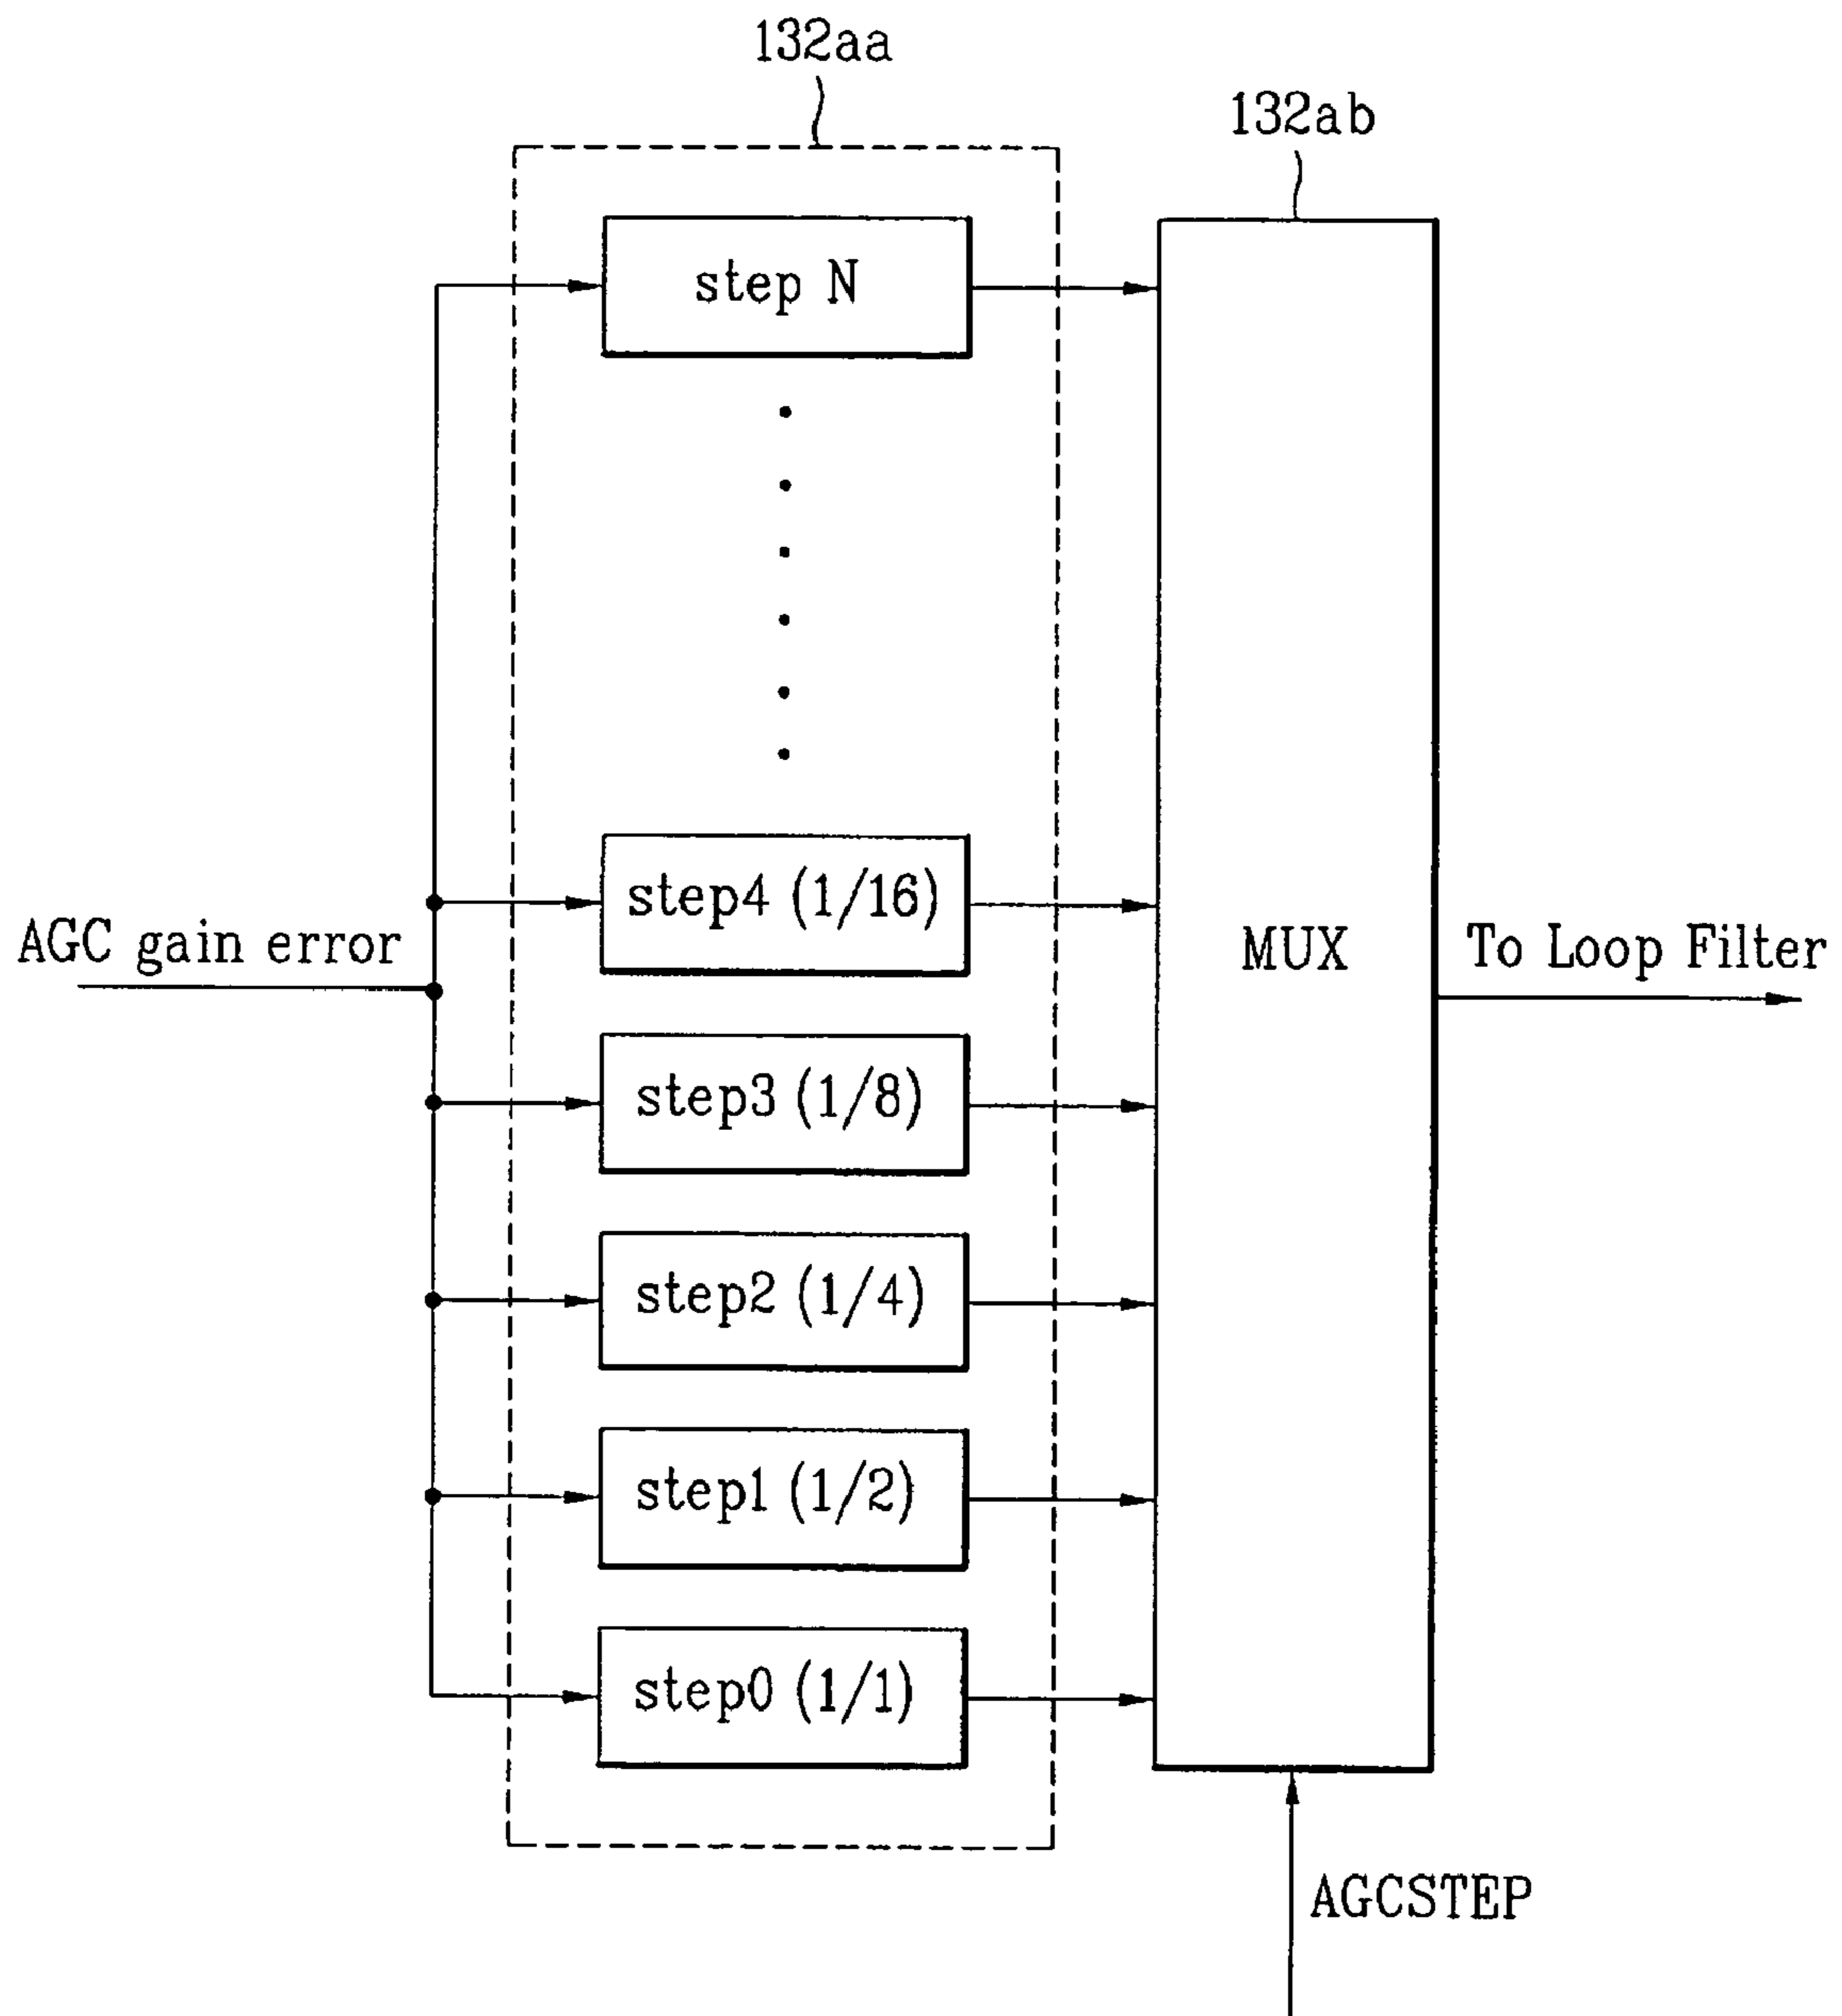 132aa
132ab
step N
step4 (1/16)
AGC gain error
MUX
To Loop Filter
step3 (1/8)
step2 (1/4)
step1 (1/2)
step0 (1/1)
AGCSTEP